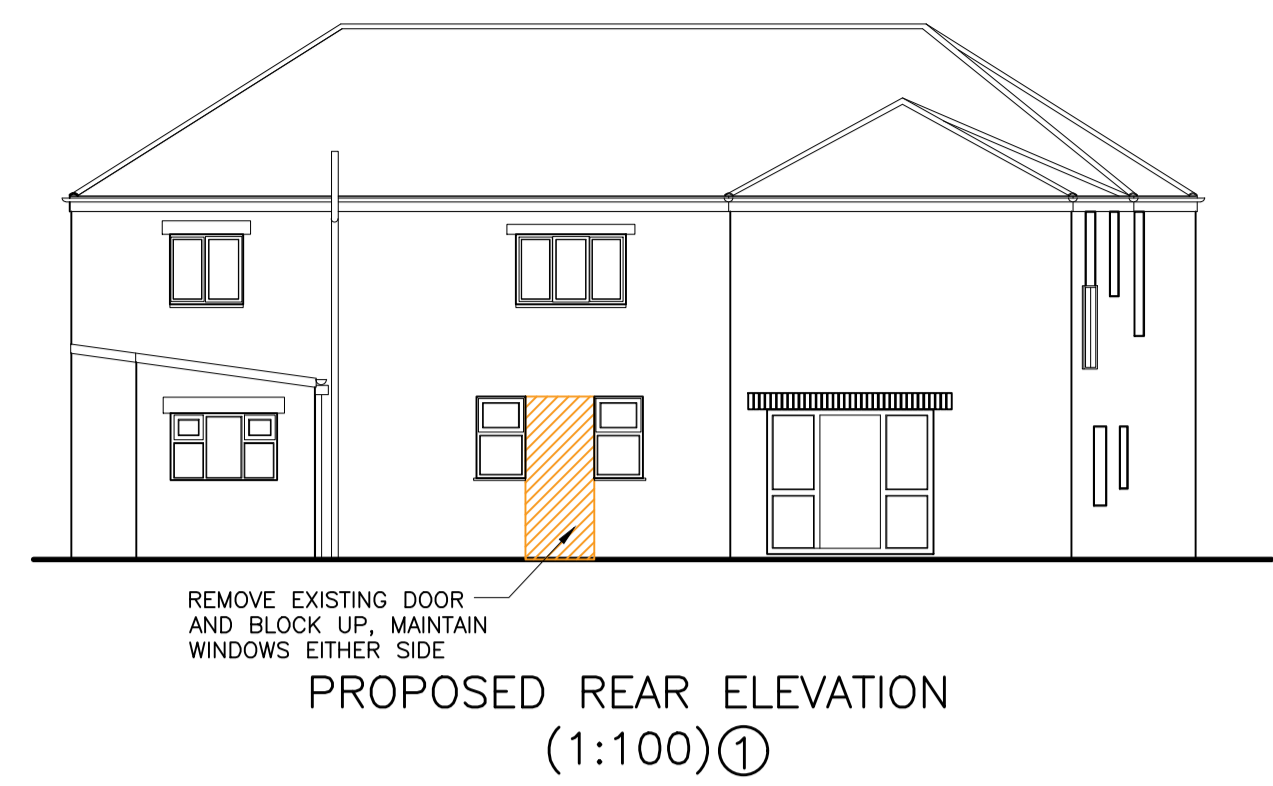 REMOVE EXISTING DOOR
AND BLOCK UP, MAINTAIN
WINDOWS EITHER SIDE
PROPOSED REAR ELEVATION
(1:100) 1